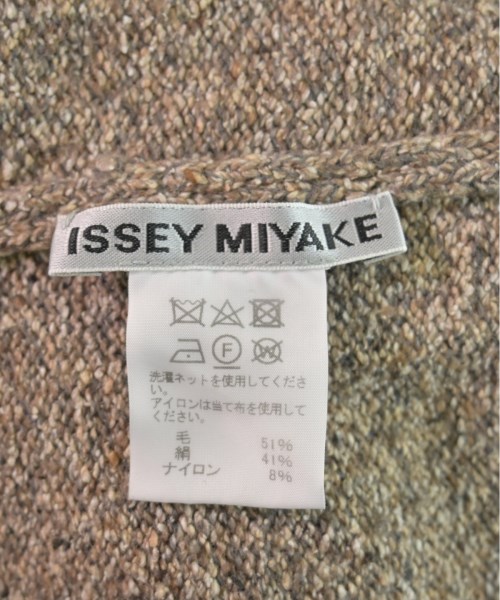 ISSEY MIYAKE
F
W
洗濯ネットを使用してくださ
い。
アイロンは当て布を使用して
ください。
毛 51%
絹 41%
ナイロン 8%